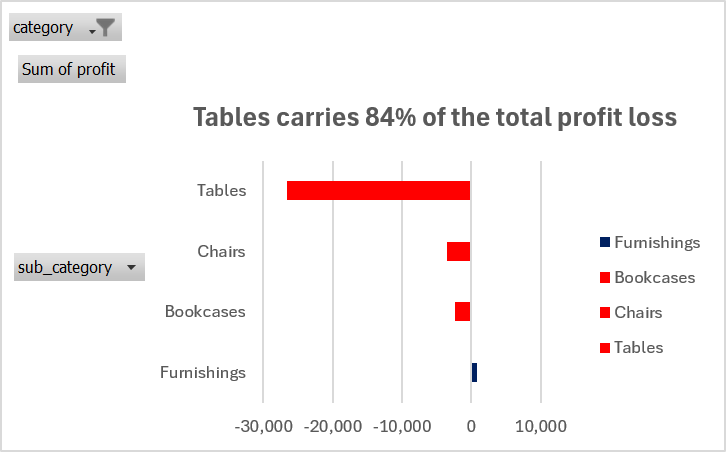 category
Sum of profit
Tables carries 84% of the total profit loss
Tables
Chairs
Bookcases
Furnishings
sub_category
-30,000 -20,000 -10,000 0 10,000
Furnishings
Bookcases
Chairs
Tables